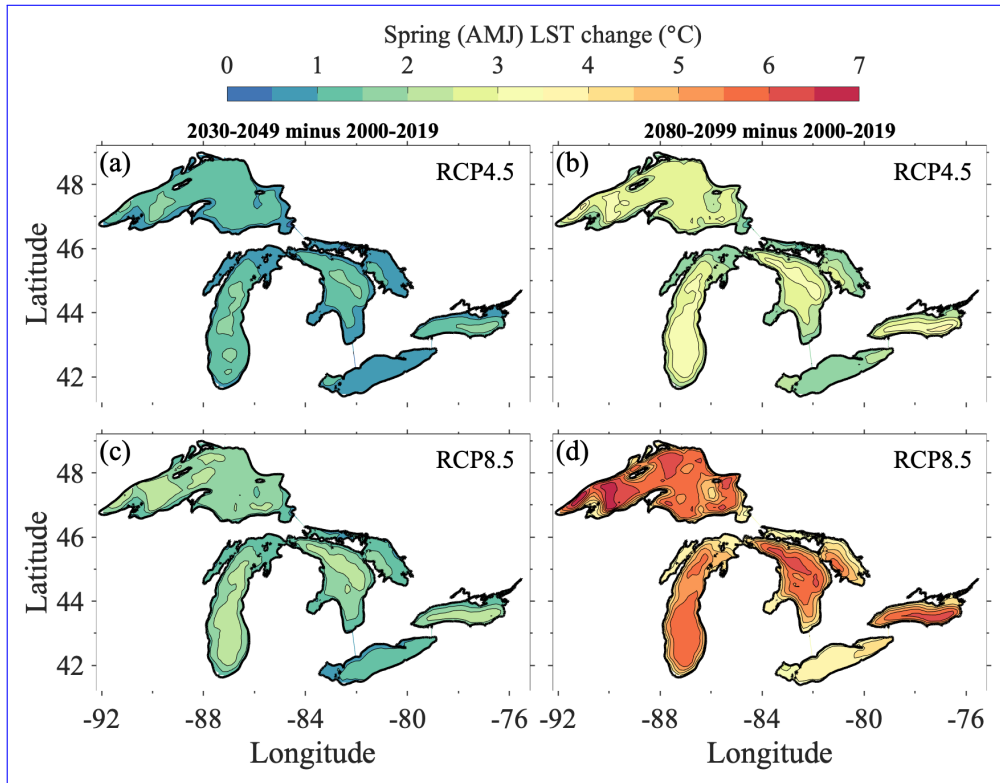 Spring (AMJ) LST change (°C)
0 1 2 3 4 5 6 7
2030-2049 minus 2000-2019
2080-2099 minus 2000-2019
(a)
RCP4.5
(b)
RCP4.5
48
46
44
42
Latitude
(c)
RCP8.5
(d)
RCP8.5
48
46
44
42
Latitude
-92 -88 -84 -80 -76
-92 -88 -84 -80 -76
Longitude
Longitude